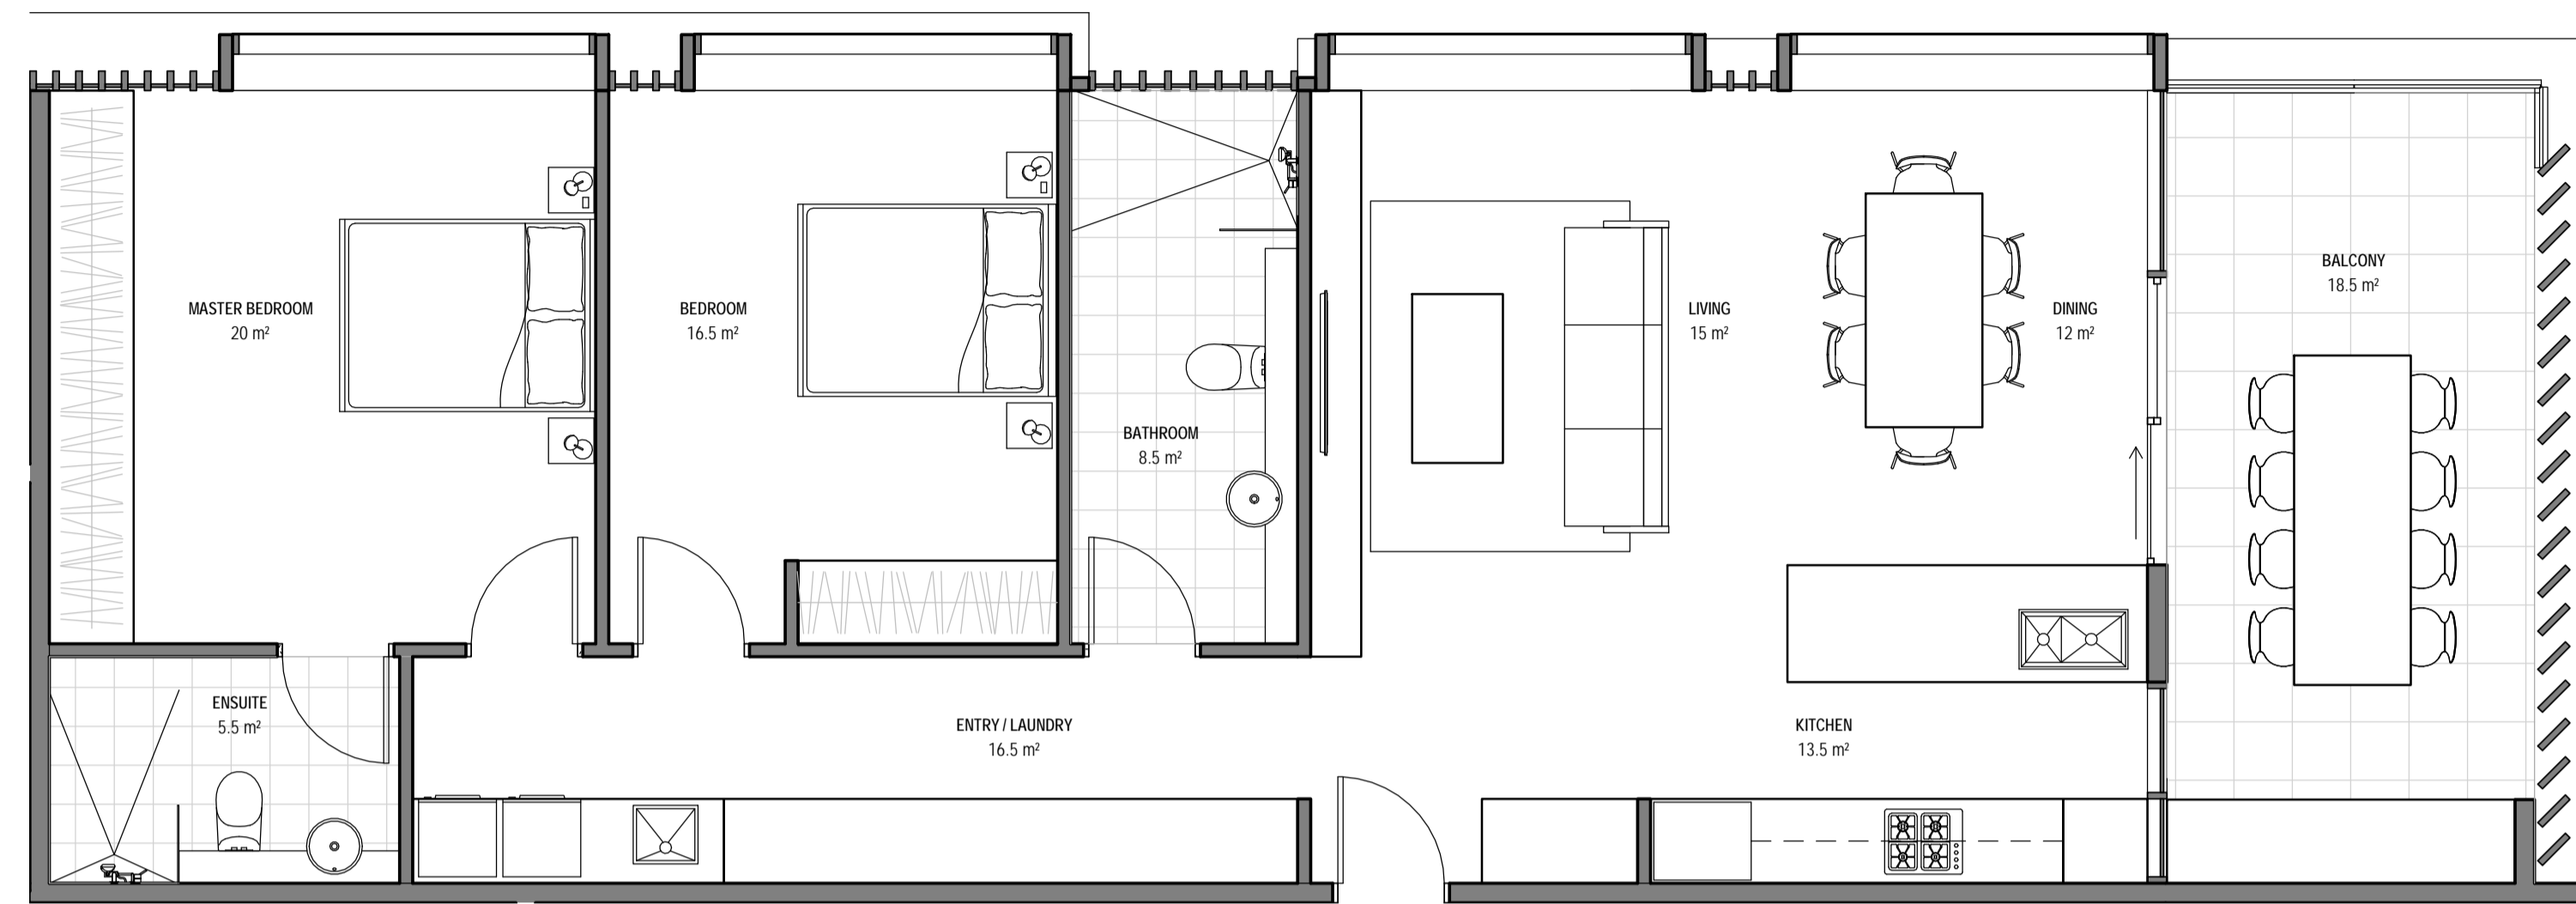 MASTER BEDROOM
20 m²
BEDROOM
16.5 m²
BATHROOM
8.5 m²
LIVING
15 m²
DINING
12 m²
BALCONY
18.5 m²
ENSUITE
5.5 m²
ENTRY / LAUNDRY
16.5 m²
KITCHEN
13.5 m²